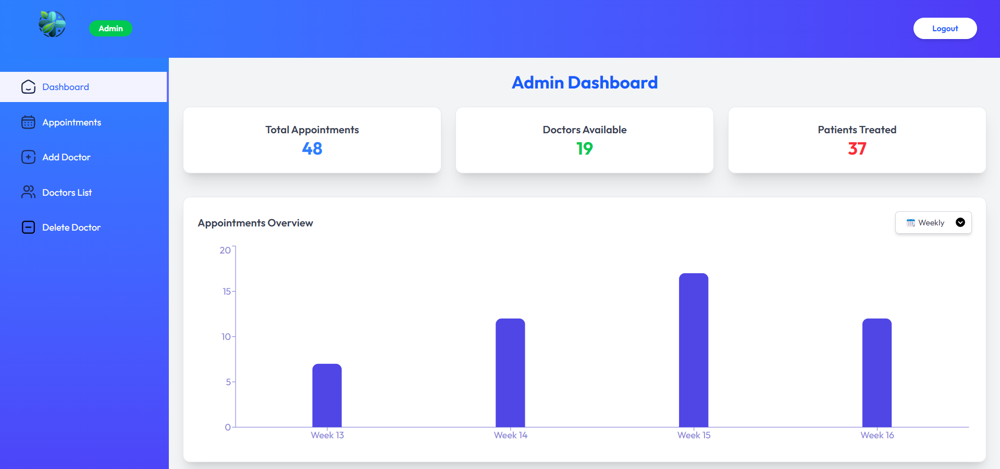 Admin
Logout
Dashboard
Appointments
Add Doctor
Doctors List
Delete Doctor
Admin Dashboard
Total Appointments
48
Doctors Available
19
Patients Treated
37
Appointments Overview
Weekly
20
15
10
5
0
Week 13
Week 14
Week 15
Week 16